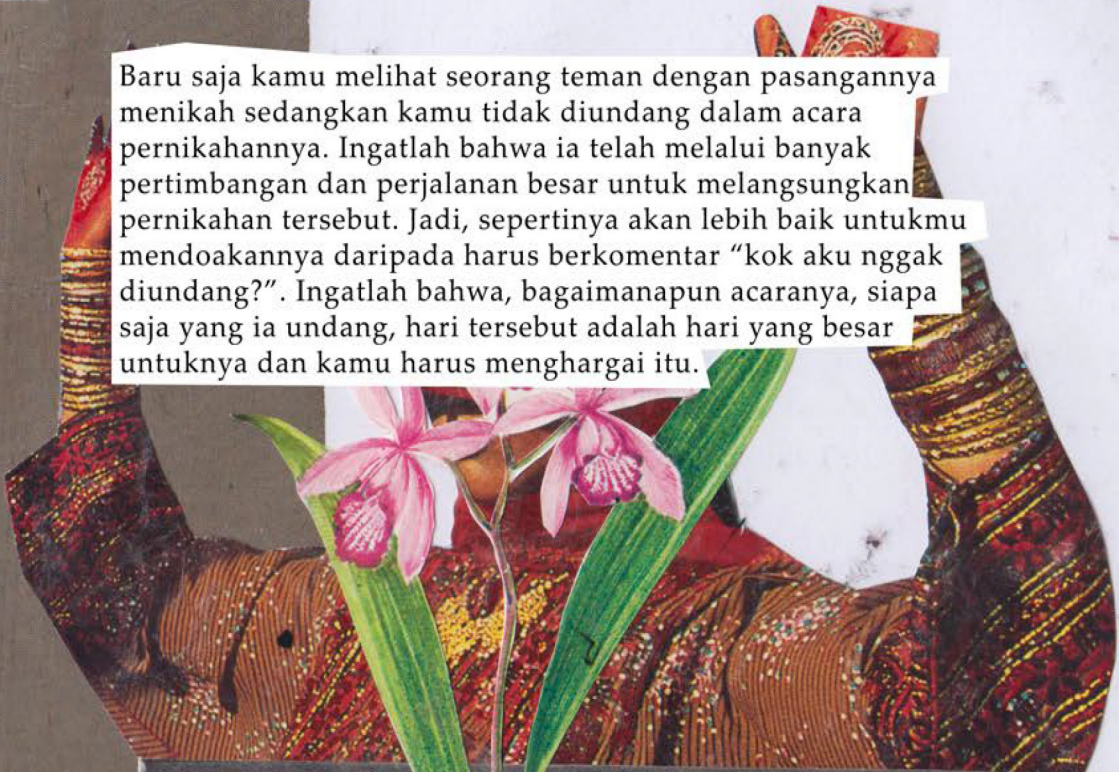 Baru saja kamu melihat seorang teman dengan pasangannya
menikah sedangkan kamu tidak diundang dalam acara
pernikahannya. Ingatlah bahwa ia telah melalui banyak
pertimbangan dan perjalanan besar untuk melangsungkan
pernikahan tersebut. Jadi, sepertinya akan lebih baik untukmu
mendoakannya daripada harus berkomentar “kok aku nggak
diundang?”. Ingatlah bahwa, bagaimanapun acaranya, siapa
saja yang ia undang, hari tersebut adalah hari yang besar
untuknya dan kamu harus menghargai itu.